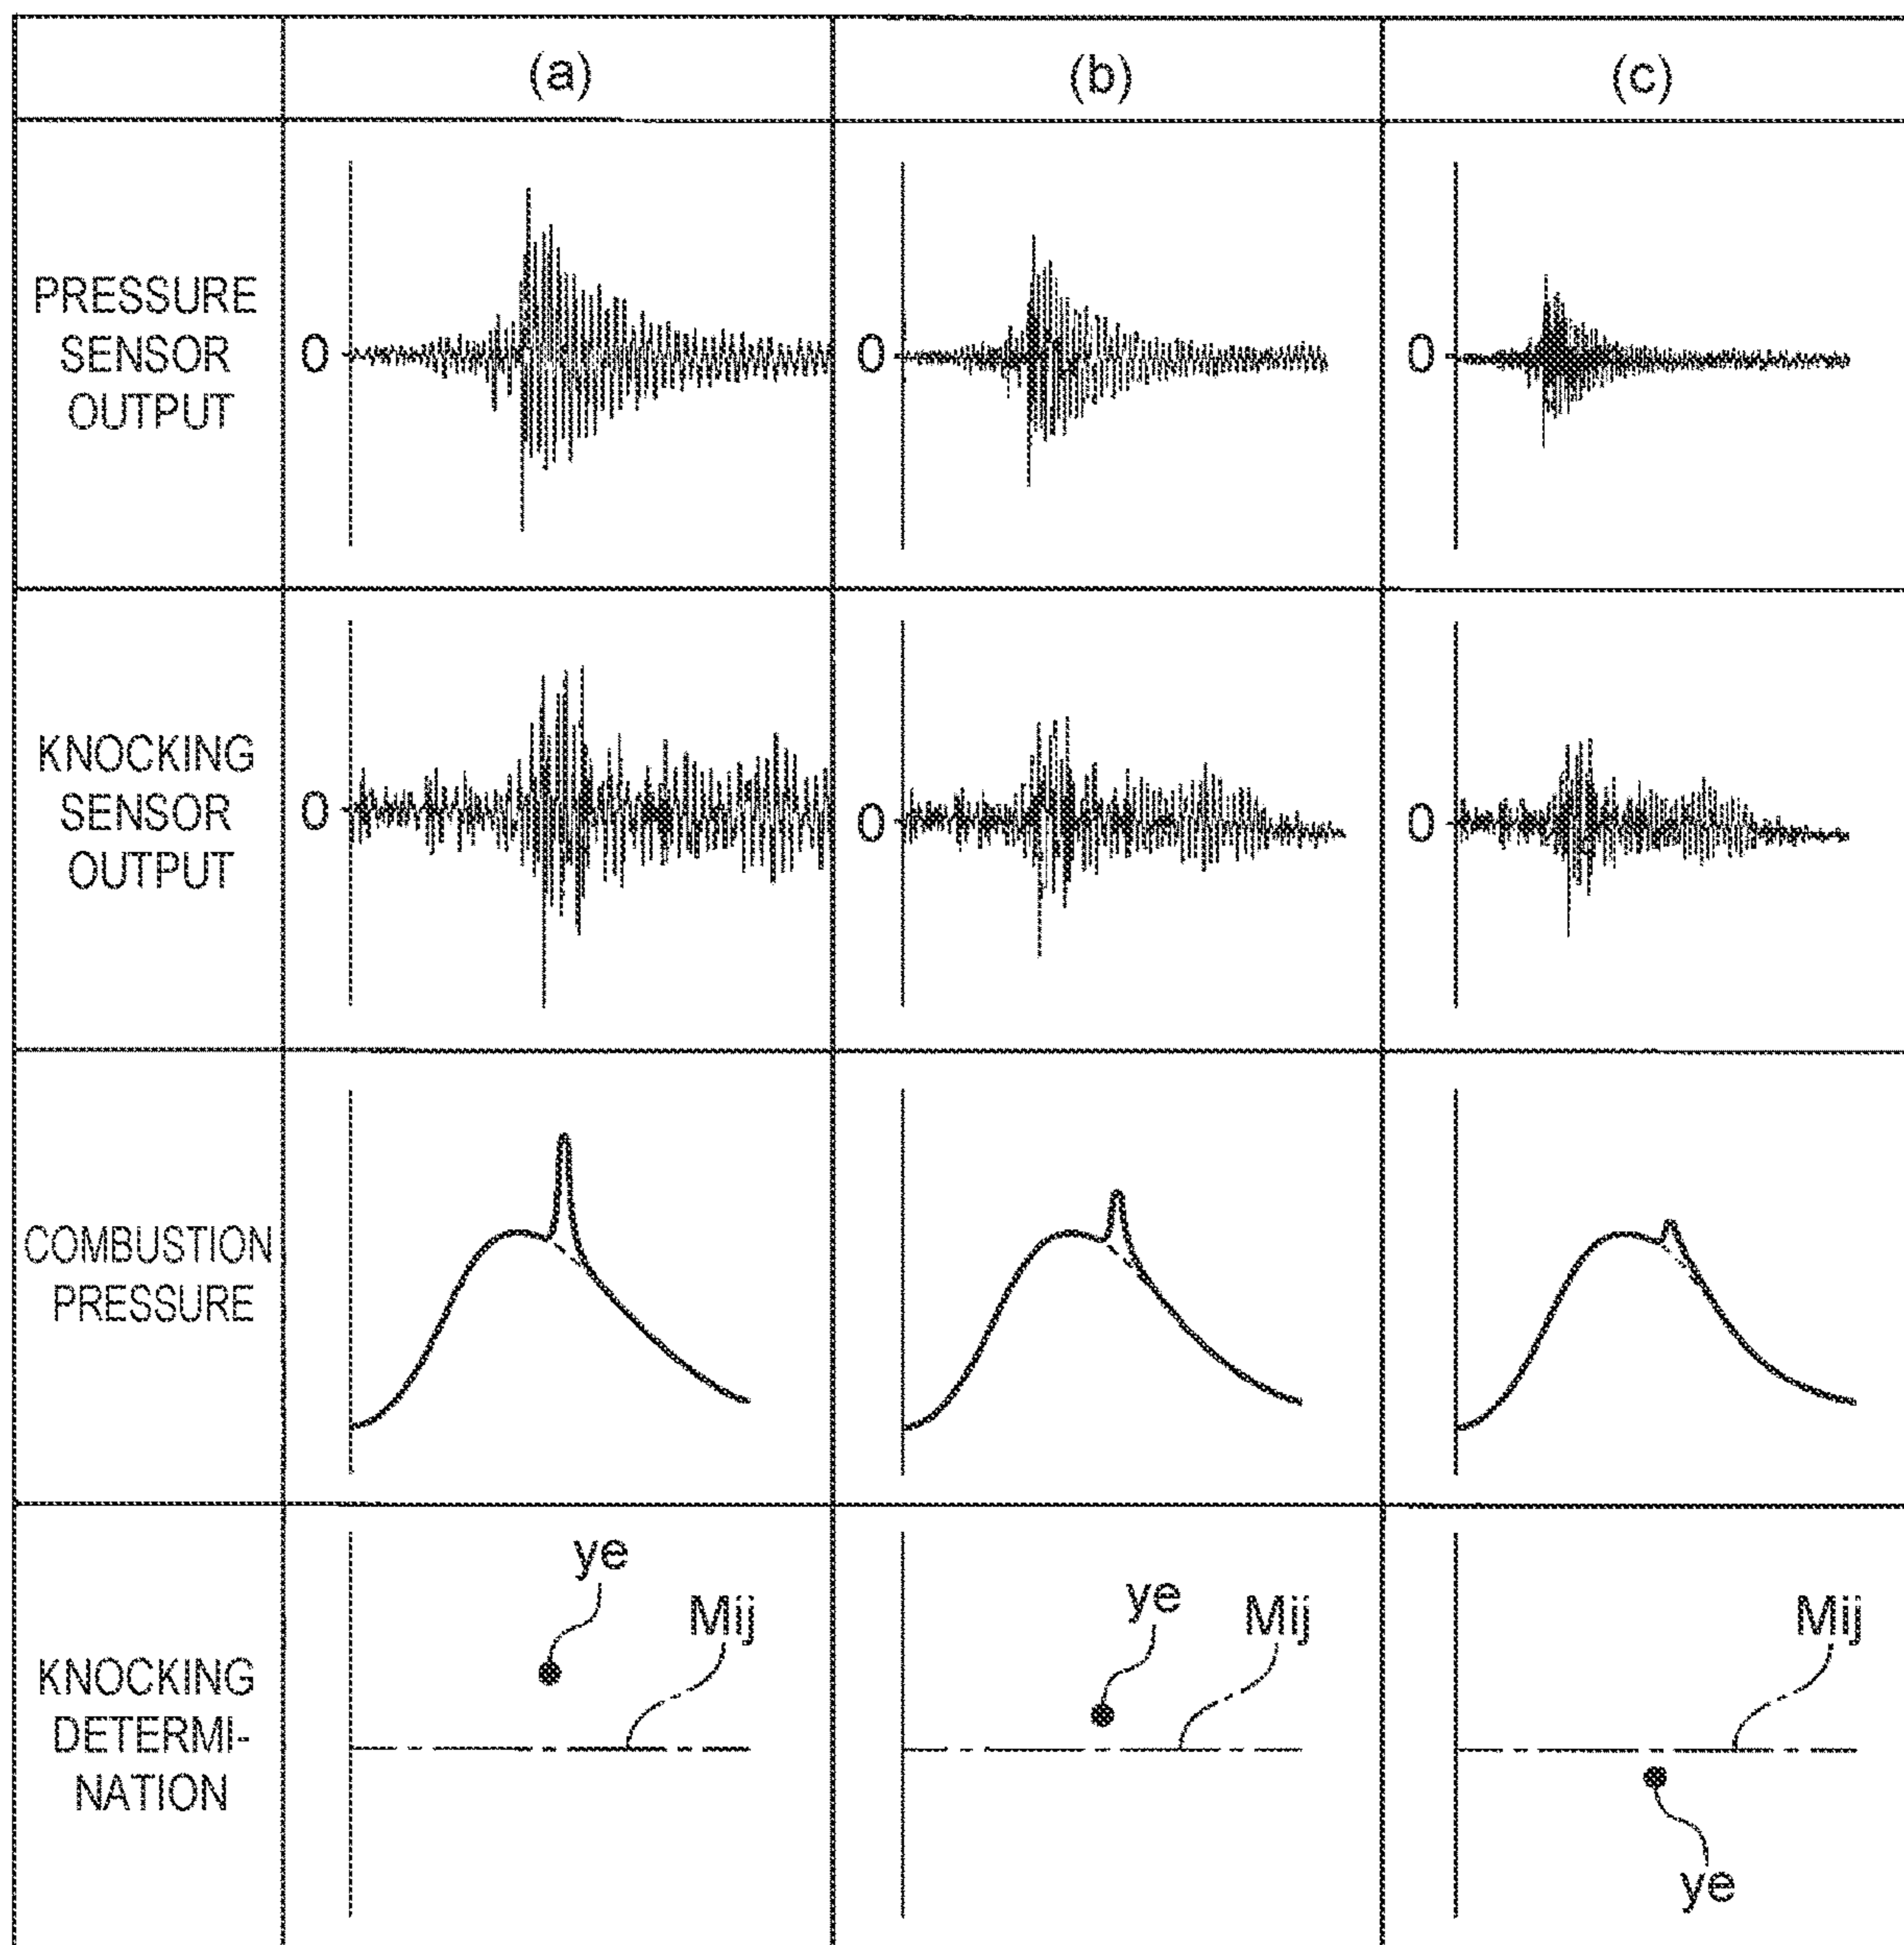 (a) (b) (c)
PRESSURE
SENSOR
OUTPUT
0 0 0
KNOCKING
SENSOR
OUTPUT
0 0 0
COMBUSTION
PRESSURE
KNOCKING
DETERMI-
NATION
ye
Mij
ye
Mij
Mij
ye